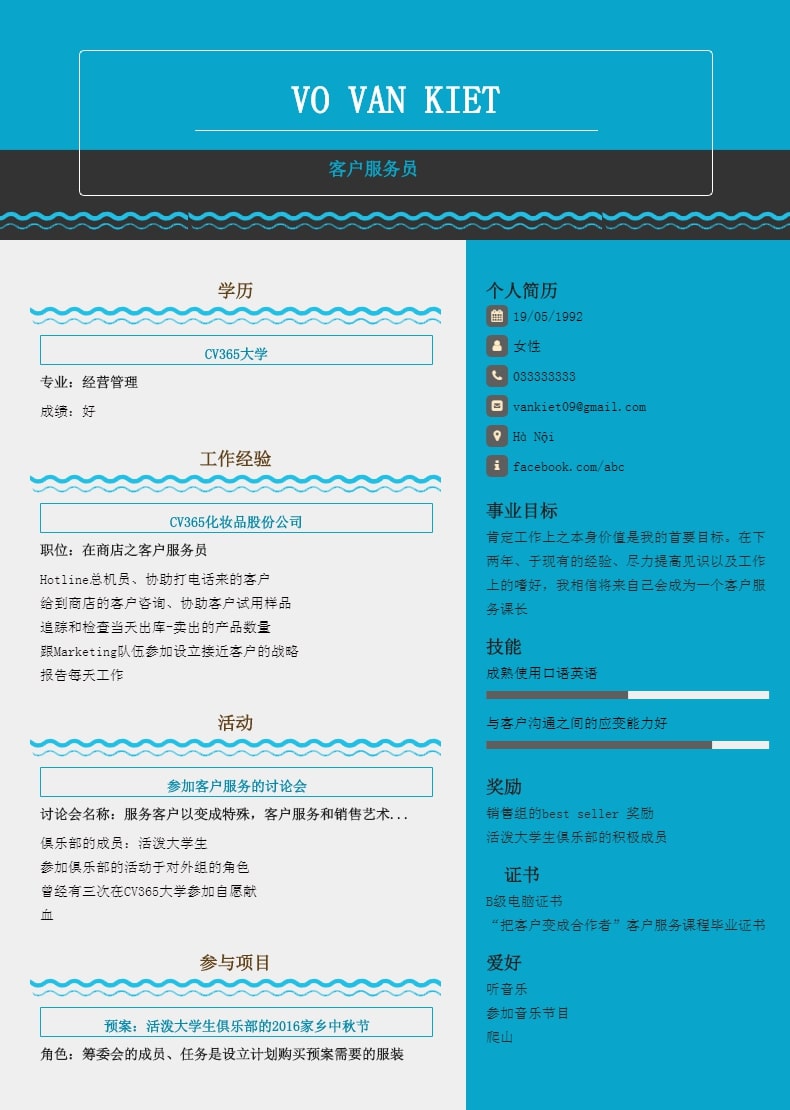 VO VAN KIET
客户服务员
学历
CV365大学
专业：经营管理
成绩：好
工作经验
CV365化妆品股份公司
职位：在商店之客户服务员
Hotline总机员、协助打电话来的客户
给到商店的客户咨询、协助客户试用样品
追踪和检查当天出库-卖出的产品数量
跟Marketing队伍参加设立接近客户的战略
报告每天工作
活动
参加客户服务的讨论会
讨论会名称：服务客户以变成特殊，客户服务和销售艺术...
俱乐部的成员：活泼大学生
参加俱乐部的活动于对外组的角色
曾经有三次在CV365大学参加自愿献
血
参与项目
预案：活泼大学生俱乐部的2016家乡中秋节
角色：筹委会的成员、任务是设立计划购买预案需要的服装
个人简历
19/05/1992
女性
033333333
vankiet09@gmail.com
Hà Nội
facebook.com/abc
事业目标
肯定工作上之本身价值是我的首要目标。在下
两年、于现有的经验、尽力提高见识以及工作
上的嗜好，我相信将来自己会成为一个客户服
务课长
技能
成熟使用口语英语
与客户沟通之间的应变能力好
奖励
销售组的best seller 奖励
活泼大学生俱乐部的积极成员
证书
B级电脑证书
“把客户变成合作者”客户服务课程毕业证书
爱好
听音乐
参加音乐节目
爬山